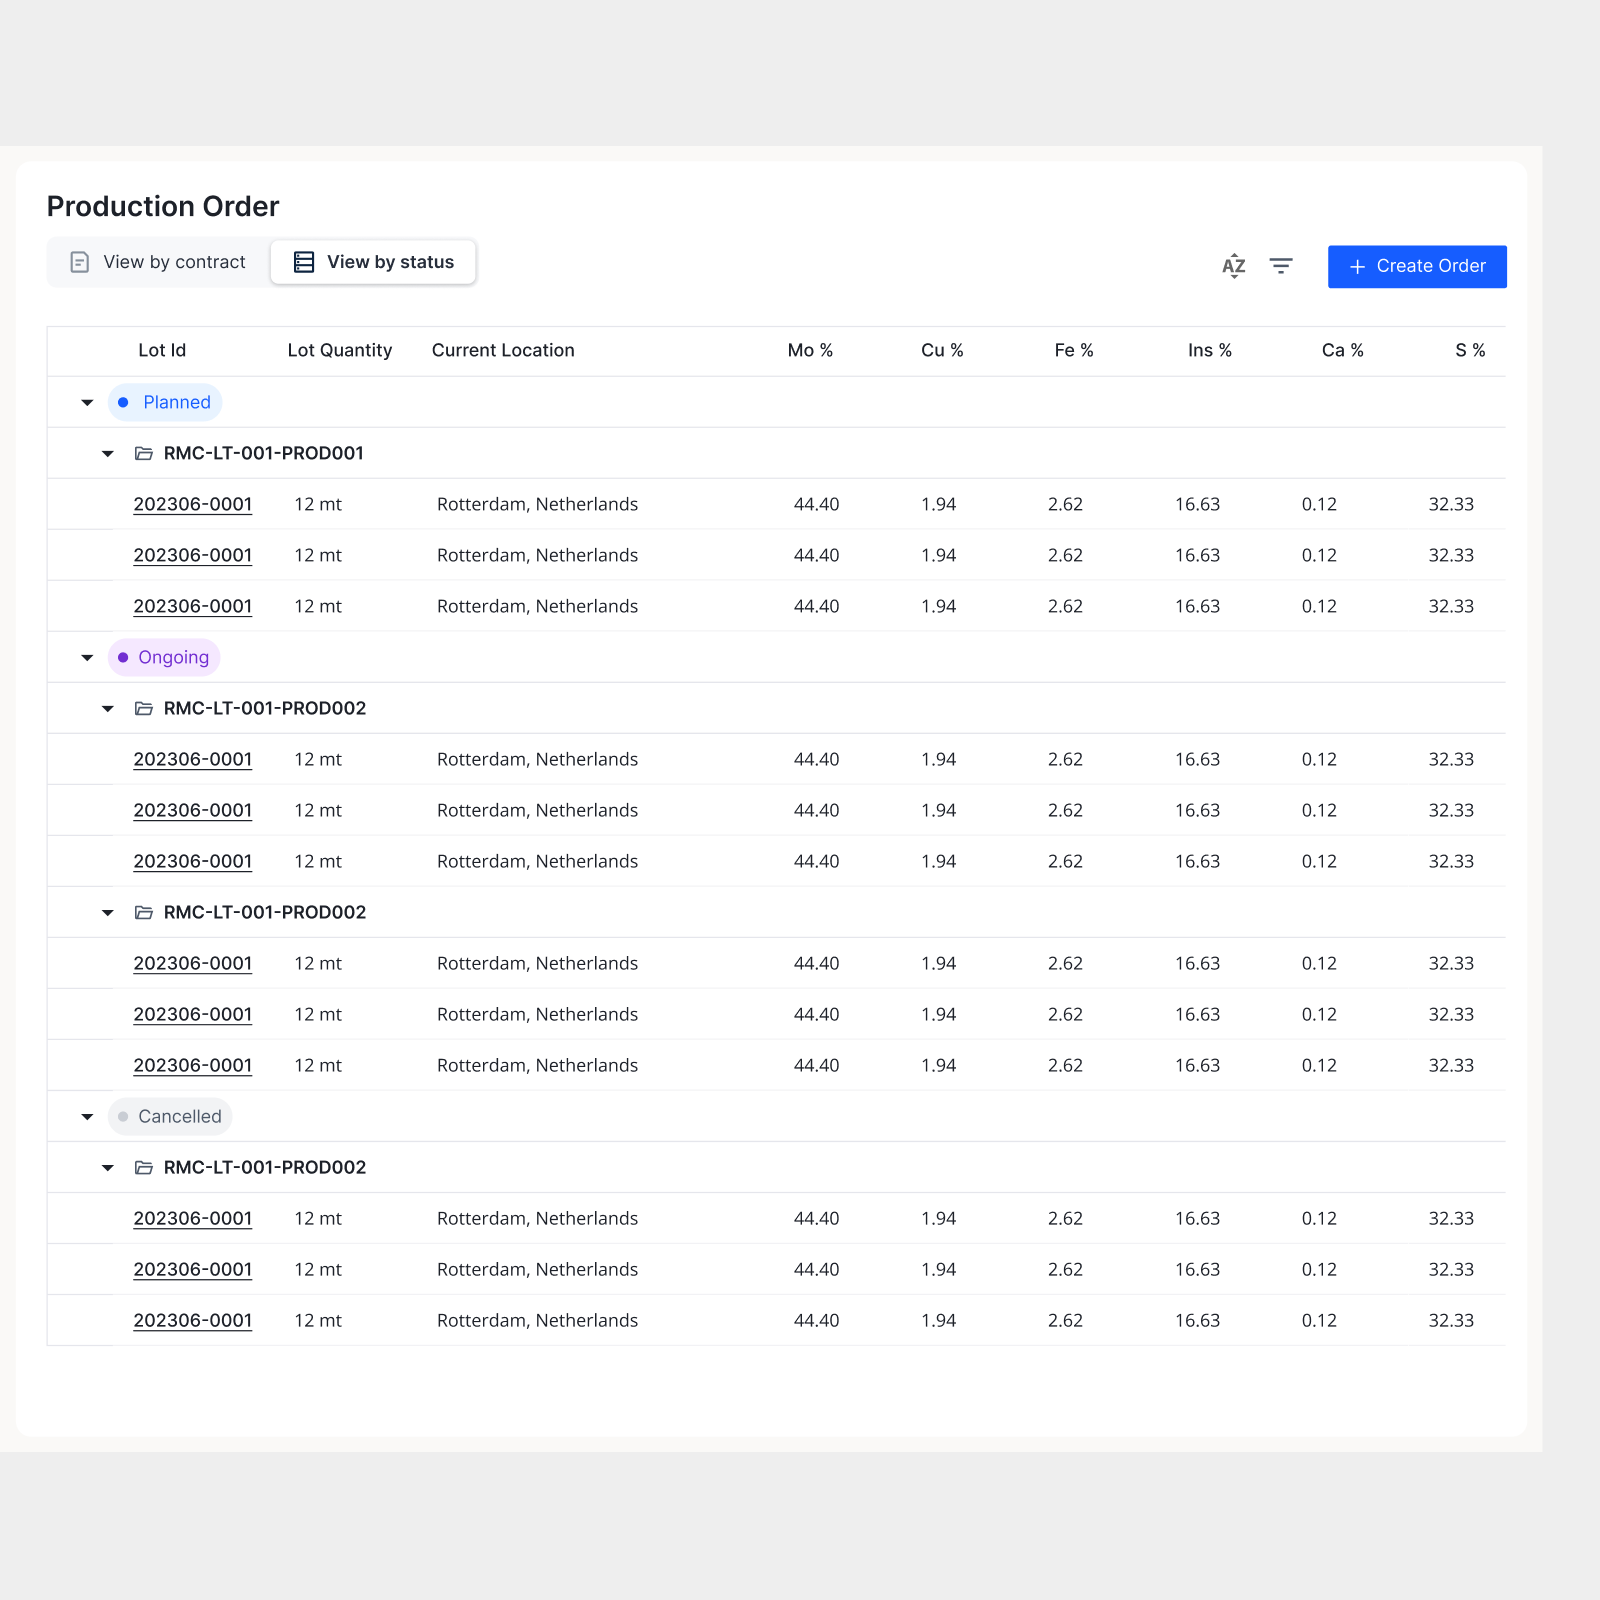 Production Order
View by contract View by status AZ + Create Order
Lot Id Lot Quantity Current Location Mo % Cu % Fe % Ins % Ca % S %
Planned
RMC-LT-001-PROD001
202306-0001 12 mt Rotterdam, Netherlands 44.40 1.94 2.62 16.63 0.12 32.33
202306-0001 12 mt Rotterdam, Netherlands 44.40 1.94 2.62 16.63 0.12 32.33
202306-0001 12 mt Rotterdam, Netherlands 44.40 1.94 2.62 16.63 0.12 32.33
Ongoing
RMC-LT-001-PROD002
202306-0001 12 mt Rotterdam, Netherlands 44.40 1.94 2.62 16.63 0.12 32.33
202306-0001 12 mt Rotterdam, Netherlands 44.40 1.94 2.62 16.63 0.12 32.33
202306-0001 12 mt Rotterdam, Netherlands 44.40 1.94 2.62 16.63 0.12 32.33
RMC-LT-001-PROD002
202306-0001 12 mt Rotterdam, Netherlands 44.40 1.94 2.62 16.63 0.12 32.33
202306-0001 12 mt Rotterdam, Netherlands 44.40 1.94 2.62 16.63 0.12 32.33
202306-0001 12 mt Rotterdam, Netherlands 44.40 1.94 2.62 16.63 0.12 32.33
Cancelled
RMC-LT-001-PROD002
202306-0001 12 mt Rotterdam, Netherlands 44.40 1.94 2.62 16.63 0.12 32.33
202306-0001 12 mt Rotterdam, Netherlands 44.40 1.94 2.62 16.63 0.12 32.33
202306-0001 12 mt Rotterdam, Netherlands 44.40 1.94 2.62 16.63 0.12 32.33